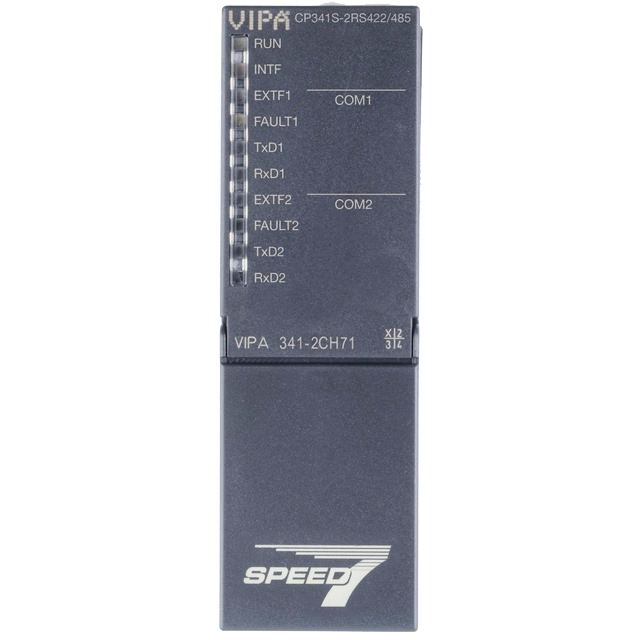 VIPA CP341S-2RS422/485
RUN
INTF
EXTF1
COM1
FAULT1
TxD1
RxD1
EXTF2
COM2
FAULT2
TxD2
RxD2
VIPA 341-2CH71
X 2
3 4
SPEED7